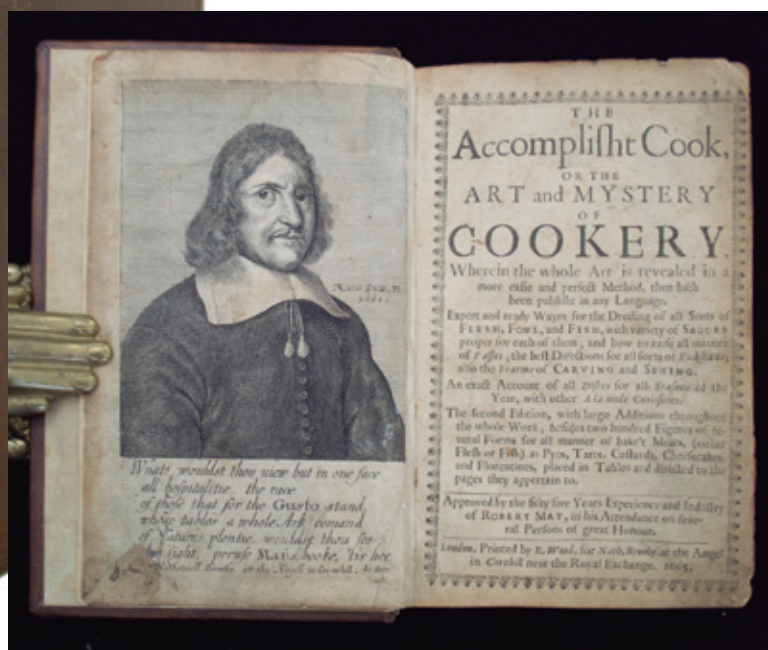 What! wouldst thou view but in one face
all hospitalitie, the race
of those that for the Gusto stand,
whose tables a whole Ark comand
of Natures plentie, wouldst thou see
this sight, peruse Mays booke, 'tis hee
THE
Accompliſht Cook,
OR THE
ART and MYSTERY
OF
COOKERY.
Wherein the whole Art is revealed in a
more eaſie and perfect Method, then hath
been publiſht in any Language.
Expert and ready Wayes for the Dreſſing of all Sorts of
FLESH, FOWL, and FISH, with variety of SAUCES
proper for each of them; and how to raiſe all manner
of Paſtes; the beſt Directions for all ſorts of Kickſhaws,
alſo the Tearms of CARVING and SEWING.
An exact Account of all Diſhes for all Seaſons of the
Year, with other A la mode Curioſities.
The ſecond Edition, with large Additions throughout
the whole Work, beſides two hundred Figures of ſe-
veral Forms for all manner of bake't Meats, (either
Fleſh or Fiſh) as Pyes, Tarts, Cuſtards, Cheeſecakes,
and Florentines, placed in Tables and directed to the
pages they appertain to.
Approved by the fifty five Years Experience and Induſtry
of ROBERT MAY, in his Attendance on ſeve-
ral Perſons of great Honour.
London, Printed by R. Wood, for Nath. Brooke, at the Angel
in Cornhill near the Royal Exchange. 1665.